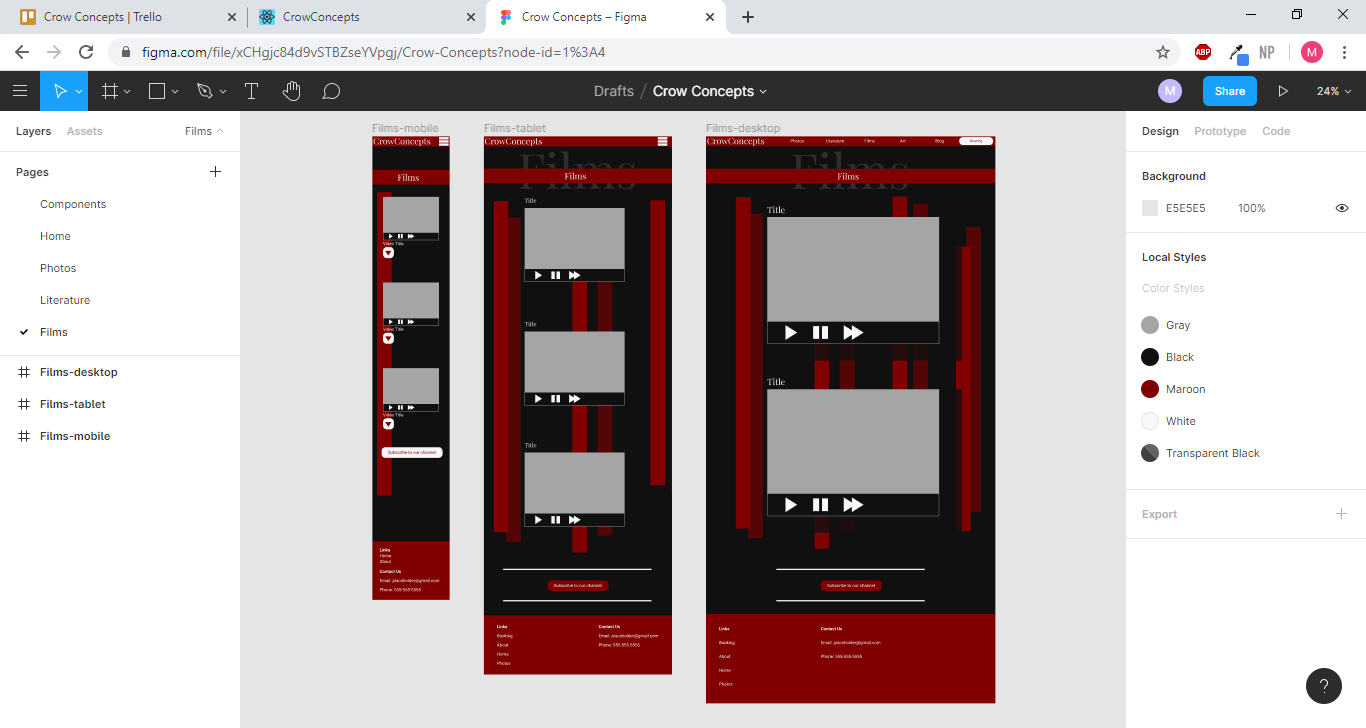 Crow Concepts | Trello
CrowConcepts
Crow Concepts – Figma
figma.com/file/xCHgjc84d9vSTBZseYVpgj/Crow-Concepts?node-id=1%3A4
ABP
NP
M
Drafts / Crow Concepts
M
Share
24%
Layers
Assets
Films
Pages
Components
Home
Photos
Literature
Films
Films-desktop
Films-tablet
Films-mobile
Films-mobile
CrowConcepts
Films
Video Title
Video Title
Video Title
Subscribe to our channel
Links
Home
About
Contact Us
Email: placeholder@gmail.com
Phone: 555-555-5555
Films-tablet
CrowConcepts
Films
Films
Title
Title
Title
Subscribe to our channel
Links
Booking
About
Home
Photos
Contact Us
Email: placeholder@gmail.com
Phone: 555-555-5555
Films-desktop
CrowConcepts
Photos
Literature
Films
Art
Blog
Booking
Films
Films
Title
Title
Subscribe to our channel
Links
Booking
About
Home
Photos
Contact Us
Email: placeholder@gmail.com
Phone: 555-555-5555
Design
Prototype
Code
Background
E5E5E5
100%
Local Styles
Color Styles
Gray
Black
Maroon
White
Transparent Black
Export
?